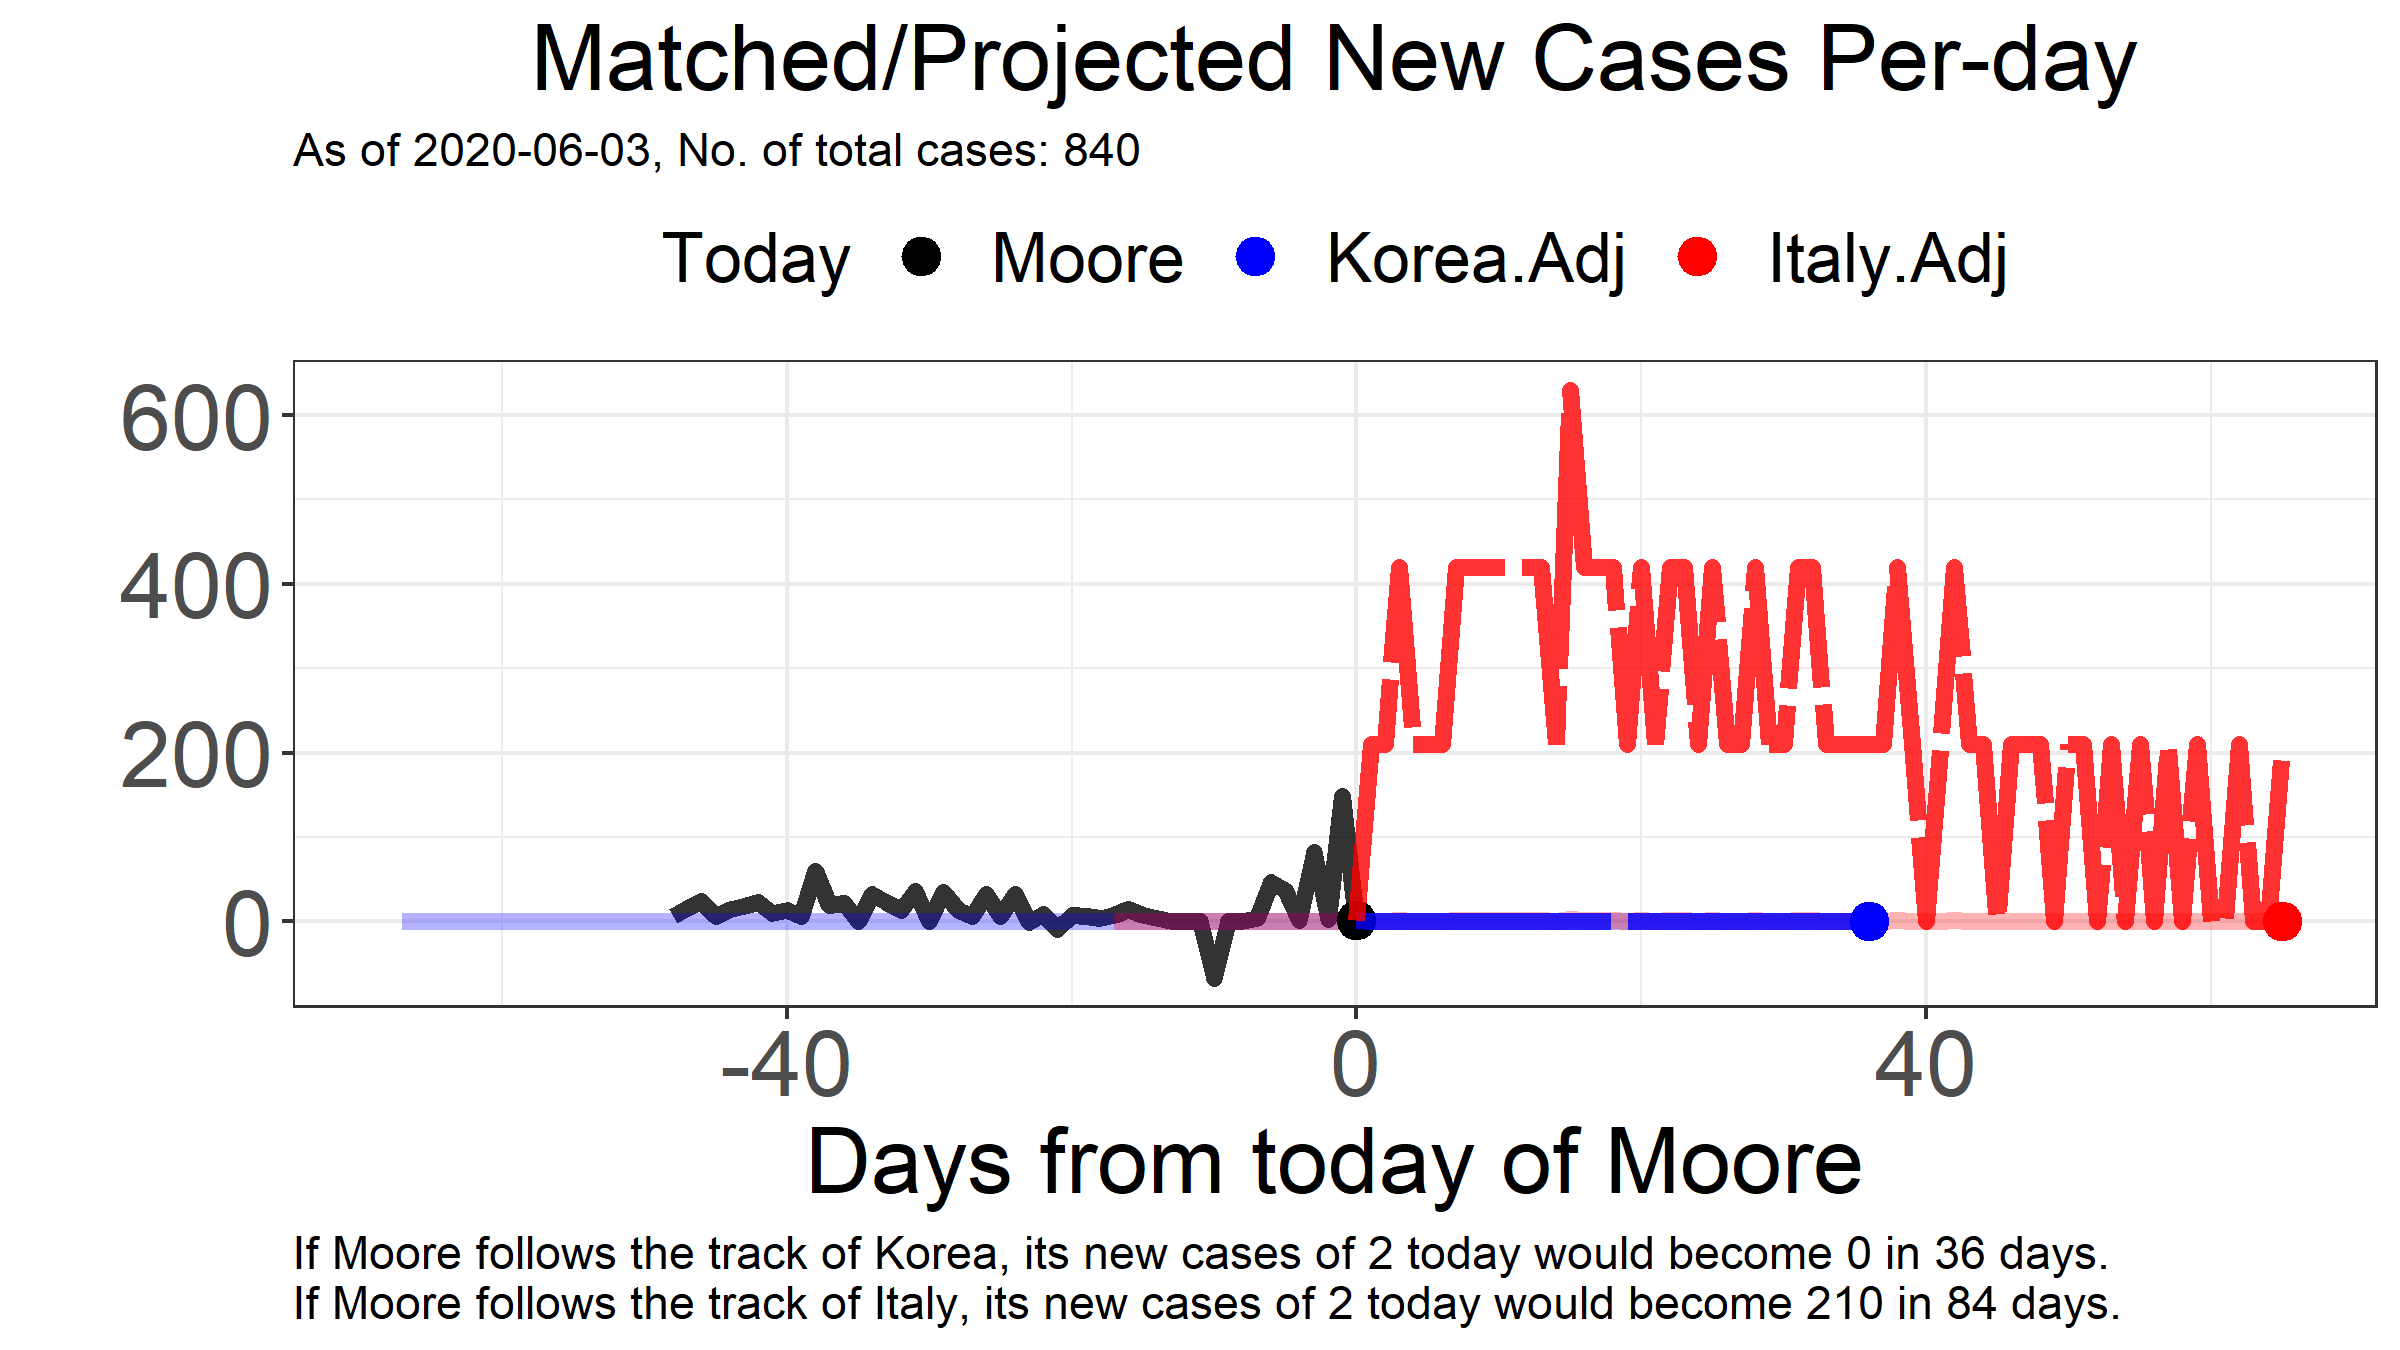 Matched/Projected New Cases Per-day
As of 2020-06-03, No. of total cases: 840
Today Moore Korea.Adj Italy.Adj
600
400
200
0
-40 0 40
Days from today of Moore
If Moore follows the track of Korea, its new cases of 2 today would become 0 in 36 days.
If Moore follows the track of Italy, its new cases of 2 today would become 210 in 84 days.